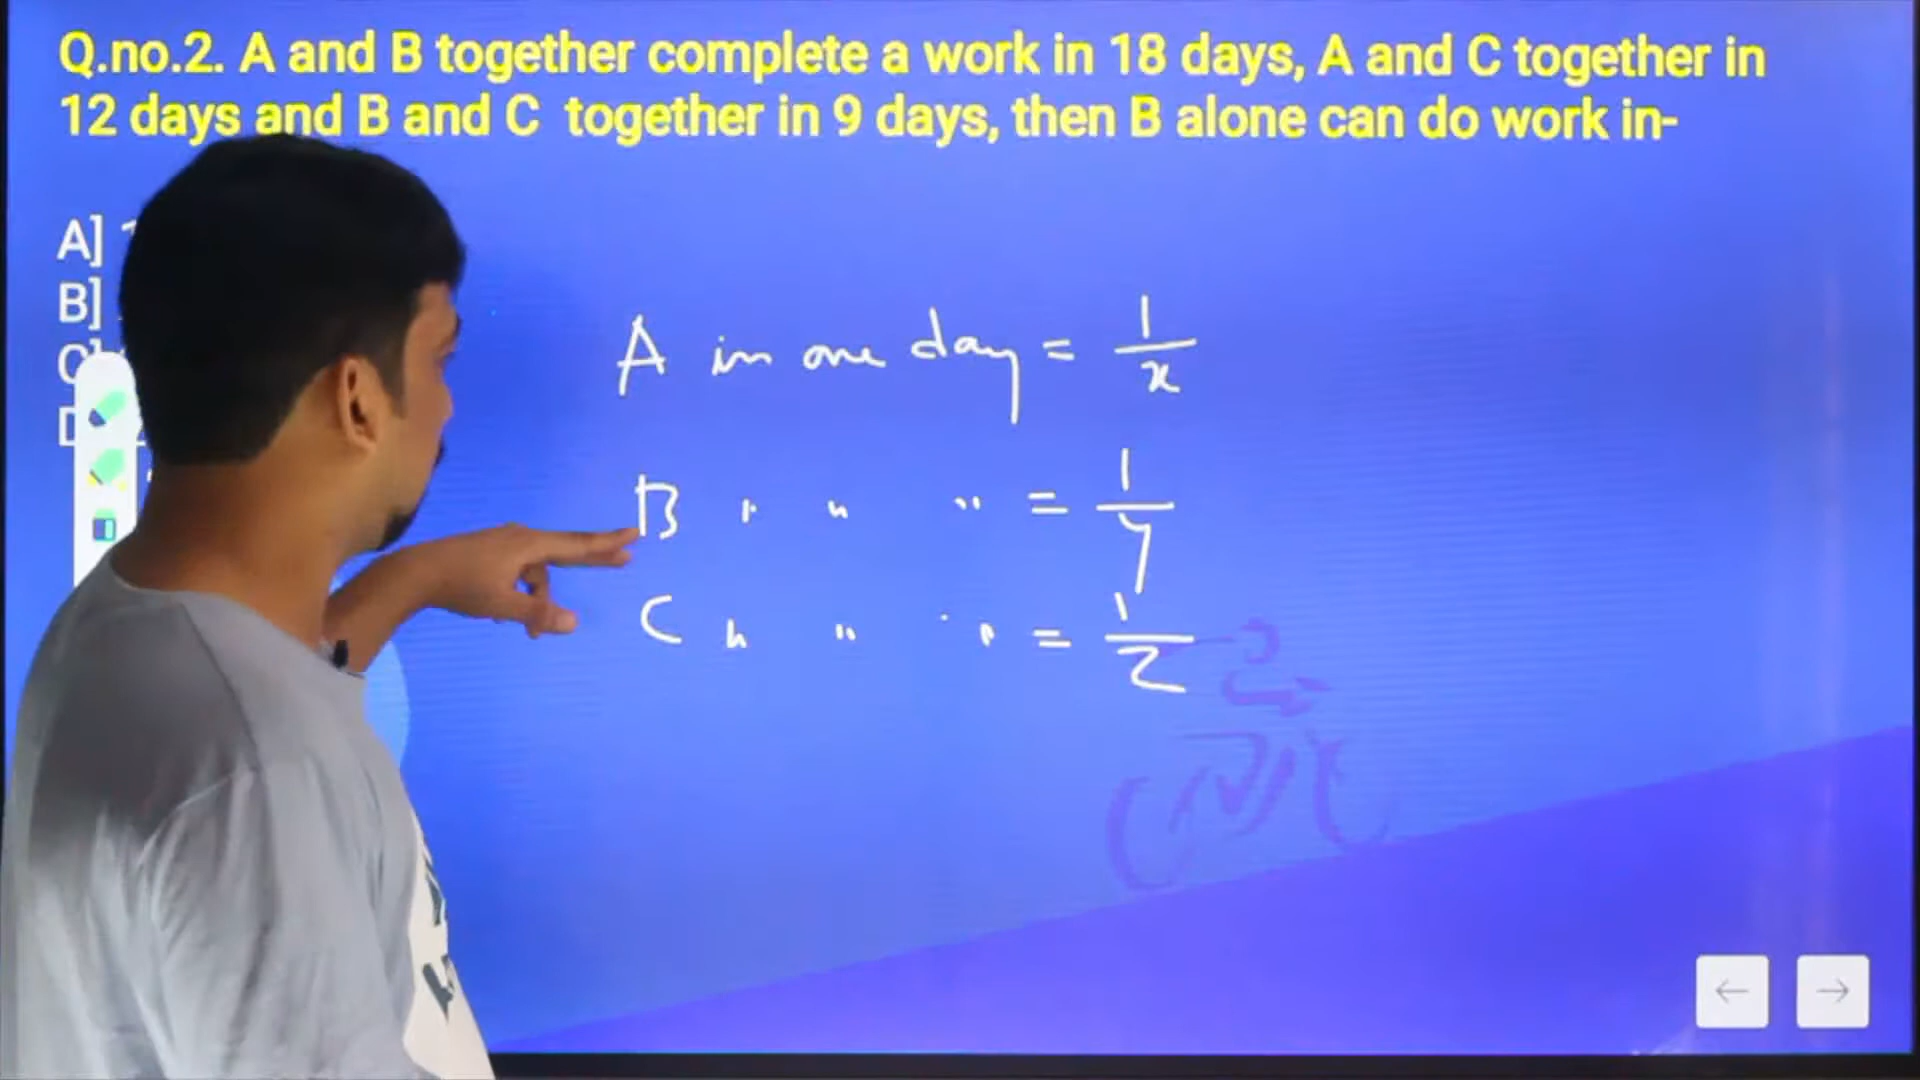 Q.no.2. A and B together complete a work in 18 days, A and C together in
12 days and B and C together in 9 days, then B alone can do work in-
A]
B]
C]
D
A in one day = 1/x
B " " " = 1/y
C " " " " = 1/z